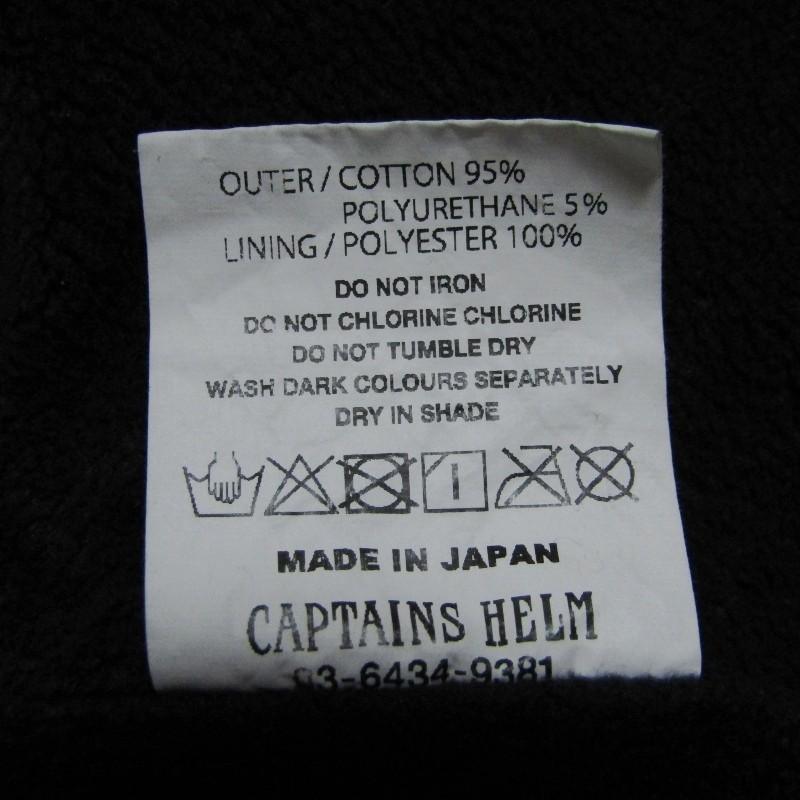 OUTER / COTTON 95%
POLYURETHANE 5%
LINING / POLYESTER 100%
DO NOT IRON
DO NOT CHLORINE CHLORINE
DO NOT TUMBLE DRY
WASH DARK COLOURS SEPARATELY
DRY IN SHADE
MADE IN JAPAN
CAPTAINS HELM
03-6434-9381